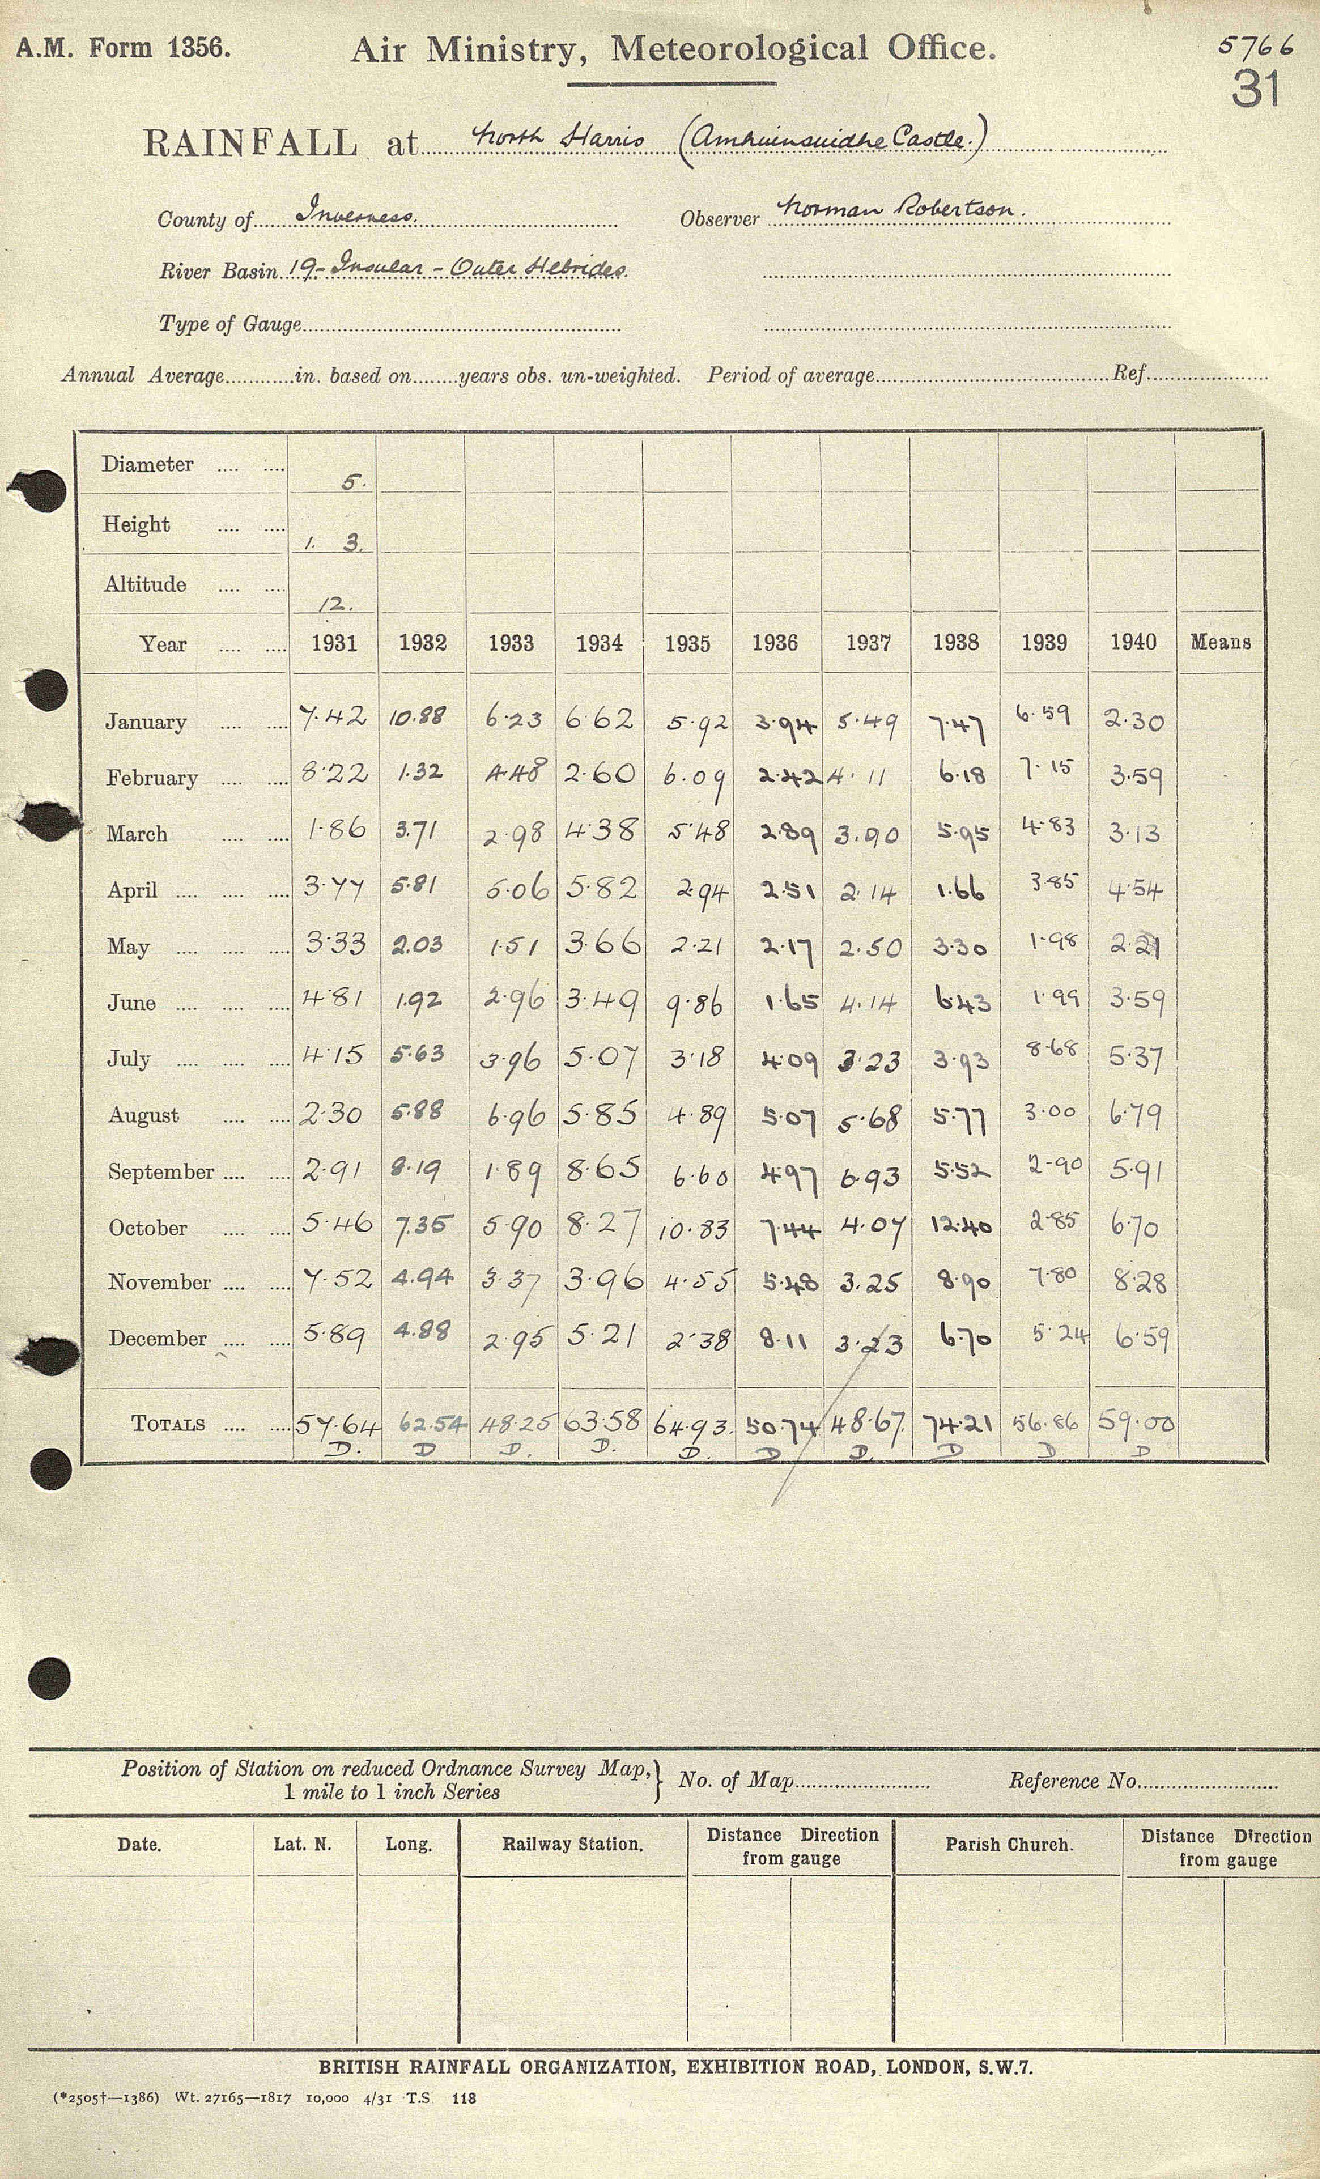 A.M. Form 1356. Air Ministry, Meteorological Office. 5766
31
RAINFALL at North Harris (Amhuinsuidhe Castle.)
County of Inverness. Observer Norman Robertson.
River Basin 19 - Insular - Outer Hebrides
Type of Gauge
Annual Average in. based on years obs. un-weighted. Period of average Ref.
Diameter 5.
Height 1. 3.
Altitude 12.
Year 1931 1932 1933 1934 1935 1936 1937 1938 1939 1940 Means
January 7.42 10.88 6.23 6.62 5.92 3.94 5.49 7.47 6.59 2.30
February 8.22 1.32 4.48 2.60 6.09 2.42 4.11 6.18 7.15 3.59
March 1.86 3.71 2.98 4.38 5.48 2.89 3.90 5.95 4.83 3.13
April 3.77 5.81 5.06 5.82 2.94 2.51 2.14 1.66 3.85 4.54
May 3.33 2.03 1.51 3.66 2.21 2.17 2.50 3.30 1.98 2.21
June 4.81 1.92 2.96 3.49 9.86 1.65 4.14 6.43 1.99 3.59
July 4.15 5.63 3.96 5.07 3.18 4.09 3.23 3.93 8.68 5.37
August 2.30 5.88 6.96 5.85 4.89 5.07 5.68 5.77 3.00 6.79
September 2.91 8.19 1.89 8.65 6.60 4.97 6.93 5.52 2.90 5.91
October 5.46 7.35 5.90 8.27 10.83 7.44 4.07 12.40 2.85 6.70
November 7.52 4.94 3.37 3.96 4.55 5.48 3.25 8.90 7.80 8.28
December 5.89 4.88 2.95 5.21 2.38 8.11 3.23 6.70 5.24 6.59
TOTALS 57.64 62.54 48.25 63.58 64.93 50.74 48.67 74.21 56.86 59.00
D. D D. D. D. D D. D D D
Position of Station on reduced Ordnance Survey Map, No. of Map Reference No.
1 mile to 1 inch Series
Date. Lat. N. Long. Railway Station. Distance Direction from gauge Parish Church. Distance Direction from gauge
BRITISH RAINFALL ORGANIZATION, EXHIBITION ROAD, LONDON, S.W.7.
(*2505†—1386) Wt. 27165—1817 10,000 4/31 T.S. 118